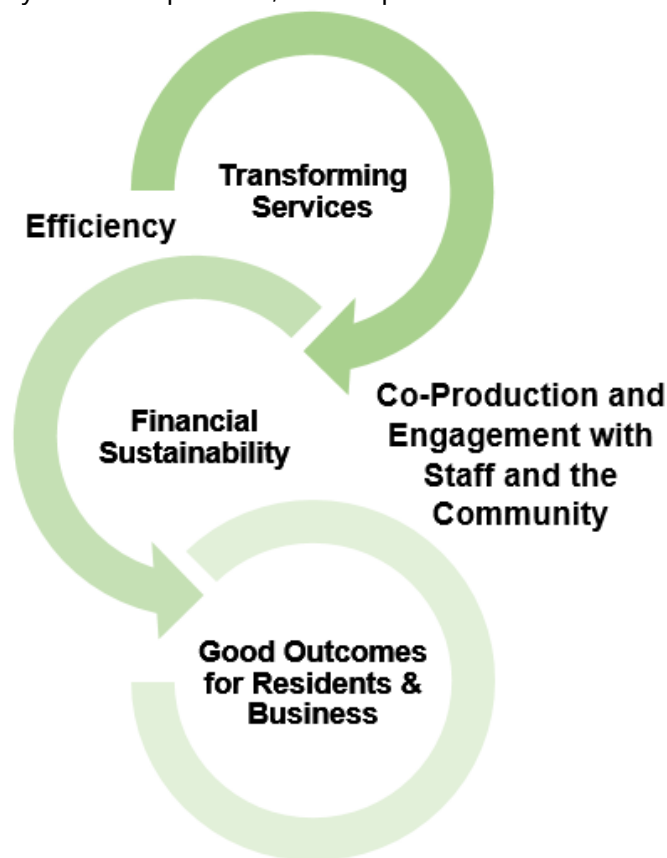 Transforming
Services
Efficiency
Co-Production and
Engagement with
Staff and the
Community
Financial
Sustainability
Good Outcomes
for Residents &
Business